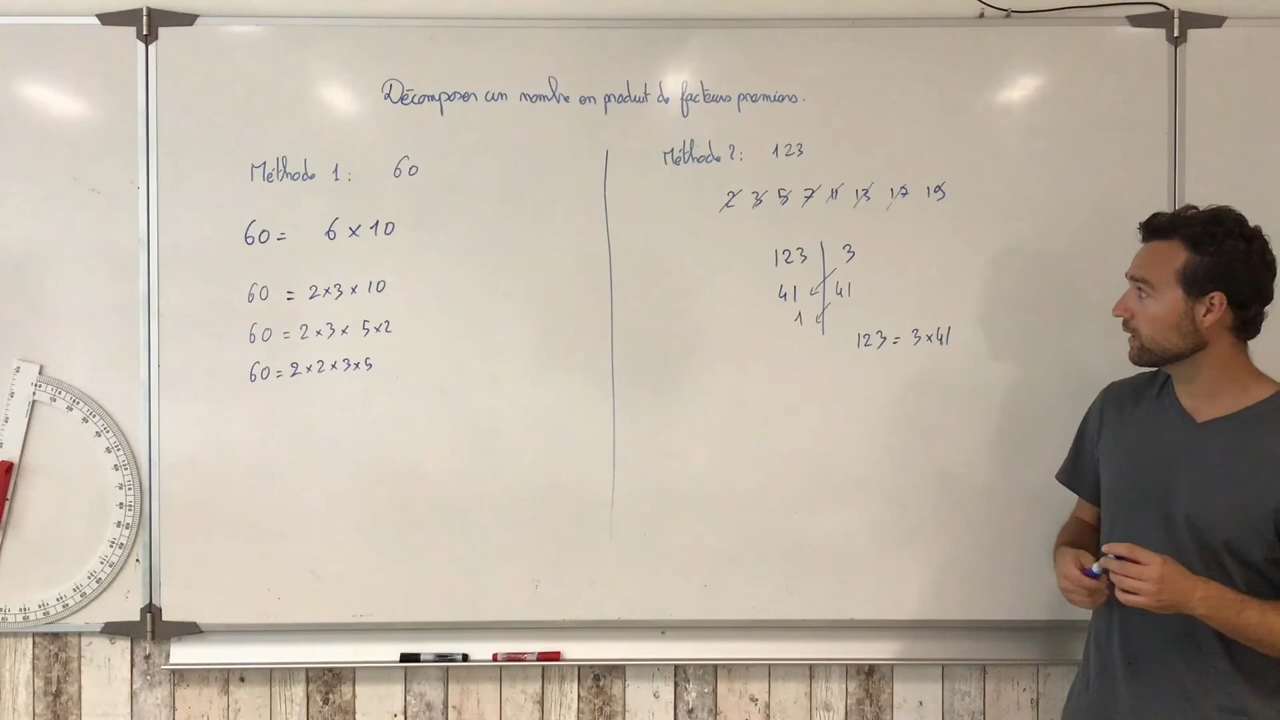 Décomposer un nombre en produit de facteurs premiers.
Méthode 1 : 60
60 = 6 × 10
60 = 2×3 × 10
60 = 2×3 × 5×2
60 = 2×2×3×5
Méthode 2 : 123
2 3 5 7 11 13 17 19
123 3
41 41
1
123 = 3×41